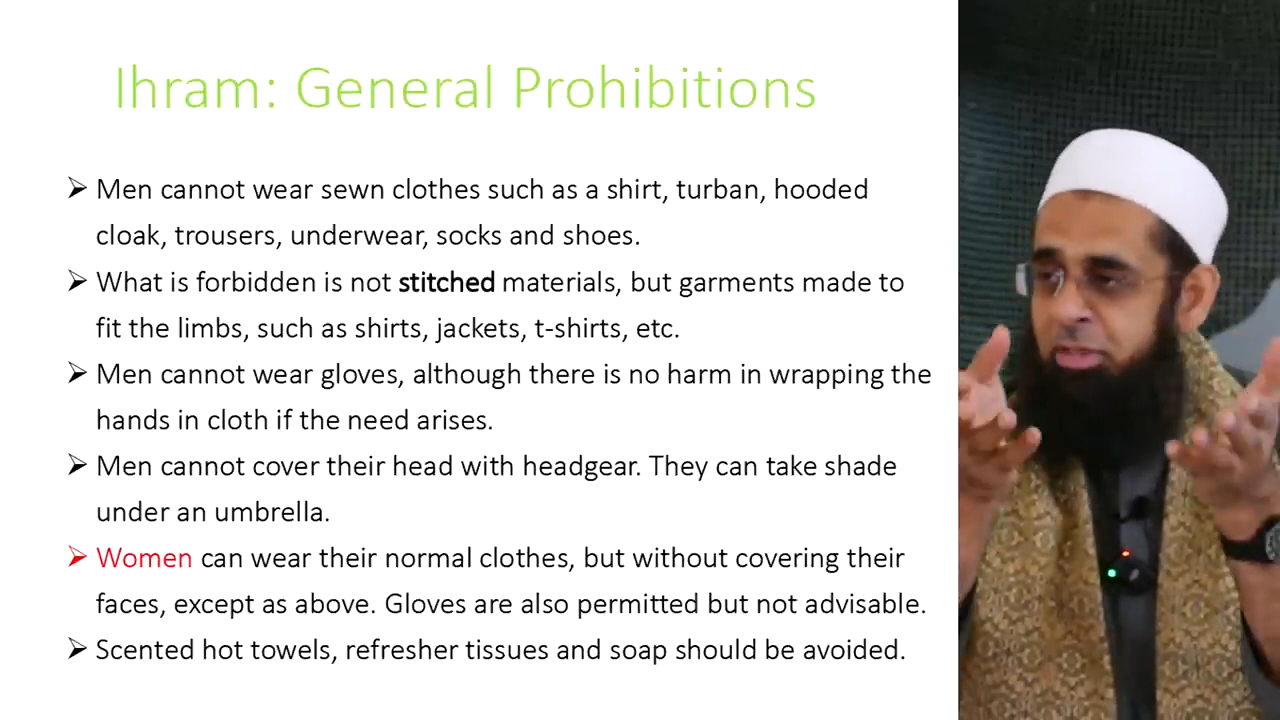 Ihram: General Prohibitions
➢ Men cannot wear sewn clothes such as a shirt, turban, hooded
cloak, trousers, underwear, socks and shoes.
➢ What is forbidden is not stitched materials, but garments made to
fit the limbs, such as shirts, jackets, t-shirts, etc.
➢ Men cannot wear gloves, although there is no harm in wrapping the
hands in cloth if the need arises.
➢ Men cannot cover their head with headgear. They can take shade
under an umbrella.
➢ Women can wear their normal clothes, but without covering their
faces, except as above. Gloves are also permitted but not advisable.
➢ Scented hot towels, refresher tissues and soap should be avoided.